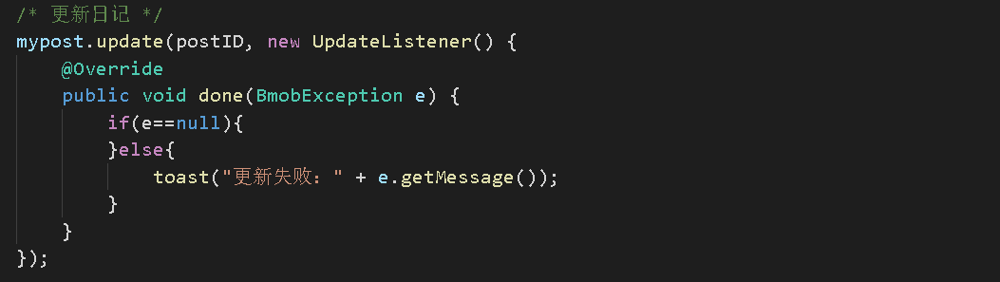 /* 更新日记 */
mypost.update(postID, new UpdateListener() {
    @Override
    public void done(BmobException e) {
        if(e==null){
        }else{
            toast("更新失败：" + e.getMessage());
        }
    }
});